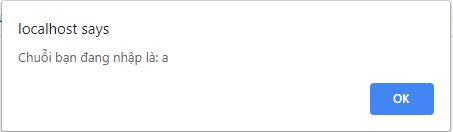 localhost says
Chuỗi bạn đang nhập là: a
OK